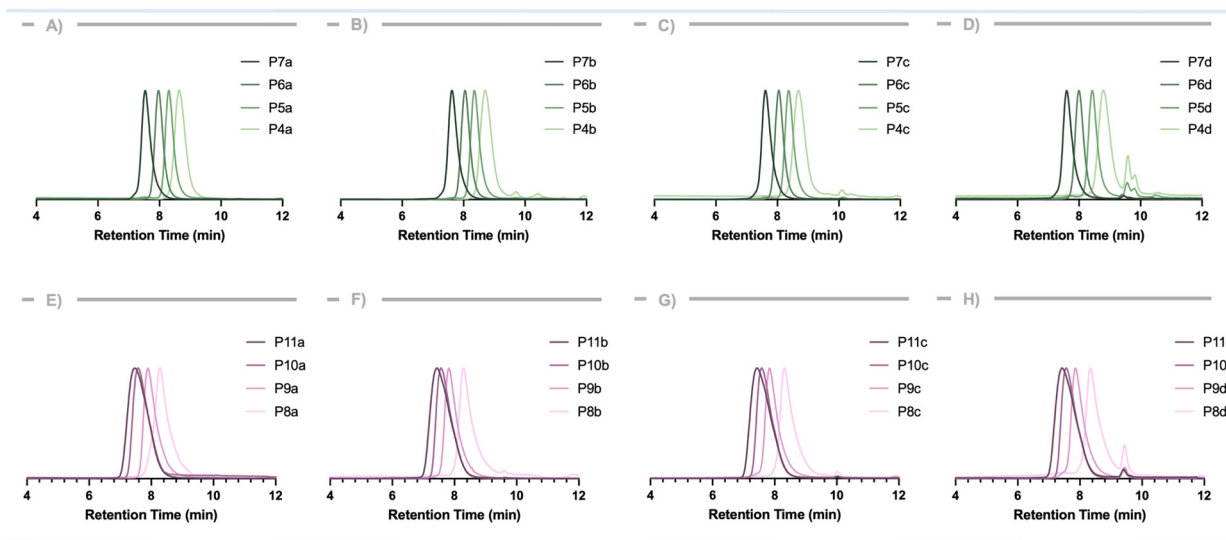 A)
P7a
P6a
P5a
P4a
4 6 8 10 12
Retention Time (min)
B)
P7b
P6b
P5b
P4b
4 6 8 10 12
Retention Time (min)
C)
P7c
P6c
P5c
P4c
4 6 8 10 12
Retention Time (min)
D)
P7d
P6d
P5d
P4d
4 6 8 10 12
Retention Time (min)
E)
P11a
P10a
P9a
P8a
4 6 8 10 12
Retention Time (min)
F)
P11b
P10b
P9b
P8b
4 6 8 10 12
Retention Time (min)
G)
P11c
P10c
P9c
P8c
4 6 8 10 12
Retention Time (min)
H)
P11
P10
P9d
P8d
4 6 8 10 12
Retention Time (min)